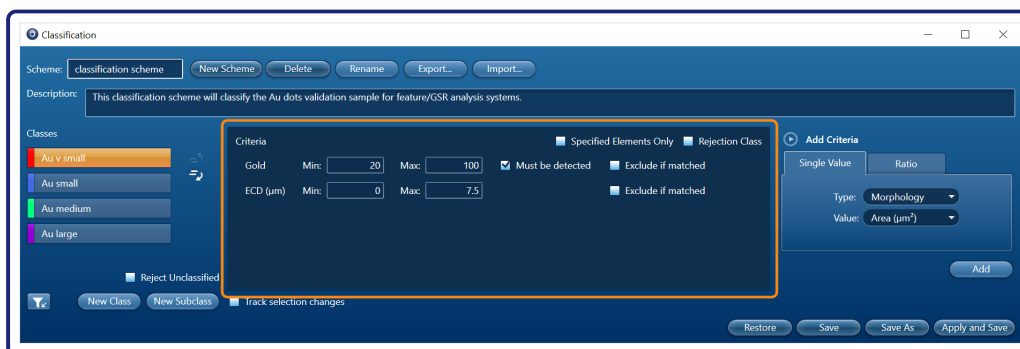 Classification
Scheme: classification scheme New Scheme Delete Rename Export... Import...
Description: This classification scheme will classify the Au dots validation sample for feature/GSR analysis systems.
Classes
Au v small
Au small
Au medium
Au large
Reject Unclassified
New Class New Subclass Track selection changes
Criteria Specified Elements Only Rejection Class
Gold Min: 20 Max: 100 Must be detected Exclude if matched
ECD (µm) Min: 0 Max: 7.5 Exclude if matched
Add Criteria
Single Value Ratio
Type: Morphology
Value: Area (µm²)
Add
Restore Save Save As Apply and Save